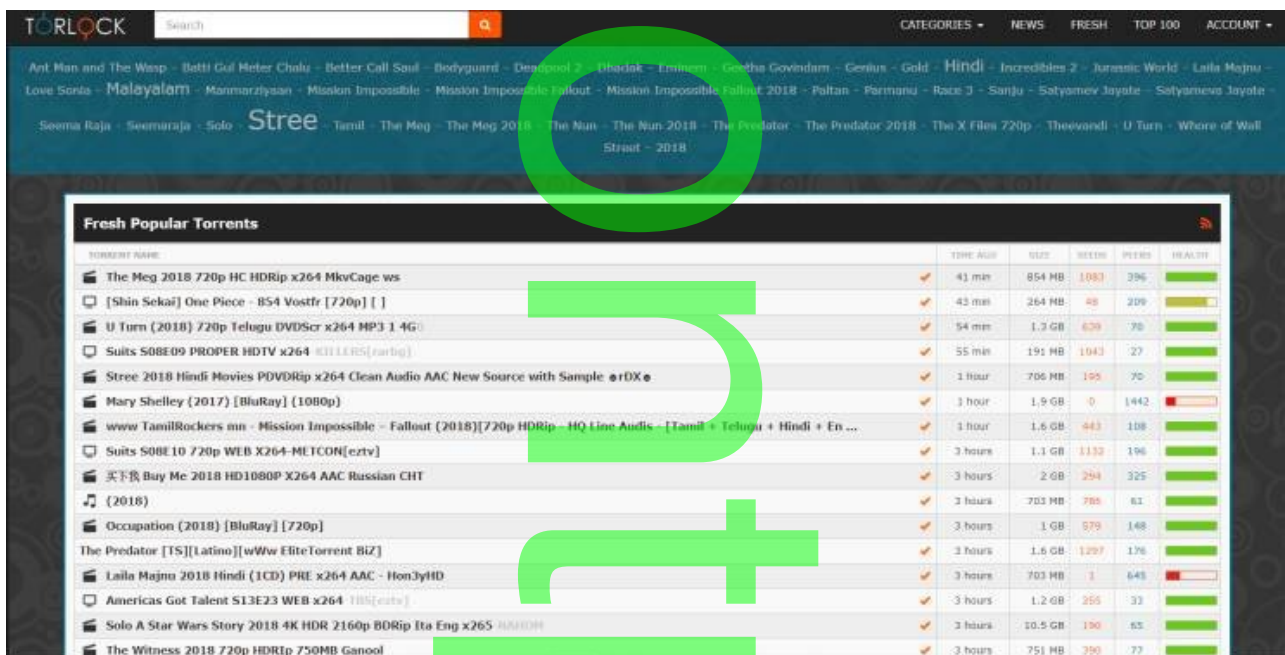 TORLOCK Search CATEGORIES NEWS FRESH TOP 100 ACCOUNT
Ant Man and The Wasp - Batti Gul Meter Chalu - Better Call Saul - Bodyguard - Deadpool 2 - Dhadak - Eminem - Geetha Govindam - Genius - Gold - Hindi - Incredibles 2 - Jurassic World - Laila Majnu -
Love Sonia - Malayalam - Manmarziyaan - Mission Impossible - Mission Impossible Fallout - Mission Impossible Fallout 2018 - Paltan - Parmanu - Race 3 - Sanju - Satyamev Jayate - Satyameva Jayate -
Seema Raja - Seemaraja - Solo - Stree - Tamil - The Meg - The Meg 2018 - The Nun - The Nun 2018 - The Predator - The Predator 2018 - The X Files 720p - Theevandi - U Turn - Whore of Wall
Street - 2018
Fresh Popular Torrents
TORRENT NAME TIME AGO SIZE SEEDS PEERS HEALTH
The Meg 2018 720p HC HDRip x264 MkvCage ws 41 min 854 MB 1083 396
[Shin Sekai] One Piece - 854 Vostfr [720p] [ ] 43 min 264 MB 48 209
U Turn (2018) 720p Telugu DVDScr x264 MP3 1 4G 54 min 1.3 GB 639 70
Suits S08E09 PROPER HDTV x264 KILLERS[rarbg] 55 min 191 MB 1043 27
Stree 2018 Hindi Movies PDVDRip x264 Clean Audio AAC New Source with Sample rDX 1 hour 706 MB 195 70
Mary Shelley (2017) [BluRay] (1080p) 1 hour 1.9 GB 0 1442
www TamilRockers mn - Mission Impossible - Fallout (2018)[720p HDRip - HQ Line Audis - [Tamil + Telugu + Hindi + En ... 1 hour 1.6 GB 443 108
Suits S08E10 720p WEB X264-METCON[eztv] 3 hours 1.1 GB 1132 196
买下我 Buy Me 2018 HD1080P X264 AAC Russian CHT 3 hours 2 GB 294 325
(2018) 3 hours 703 MB 785 61
Occupation (2018) [BluRay] [720p] 3 hours 1 GB 579 148
The Predator [TS][Latino][wWw EliteTorrent BiZ] 3 hours 1.6 GB 1297 176
Laila Majnu 2018 Hindi (1CD) PRE x264 AAC - Hon3yHD 3 hours 703 MB 1 645
Americas Got Talent S13E23 WEB x264 TBS[eztv] 3 hours 1.2 GB 255 33
Solo A Star Wars Story 2018 4K HDR 2160p BDRip Ita Eng x265 NAHOM 3 hours 10.5 GB 190 65
The Witness 2018 720p HDRIp 750MB Ganool 3 hours 751 MB 390 77